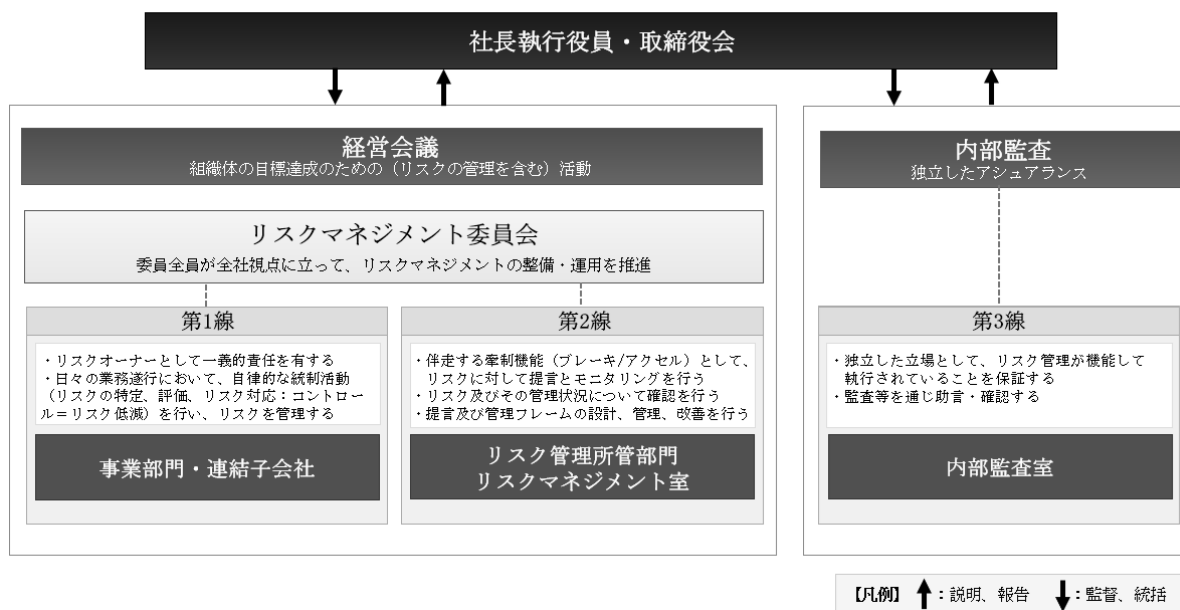 社長執行役員・取締役会
経営会議
組織体の目標達成のための（リスクの管理を含む）活動
リスクマネジメント委員会
委員全員が全社視点に立って、リスクマネジメントの整備・運用を推進
第1線
・リスクオーナーとして一義的責任を有する
・日々の業務遂行において、自律的な統制活動
（リスクの特定、評価、リスク対応：コントロー
ル＝リスク低減）を行い、リスクを管理する
事業部門・連結子会社
第2線
・伴走する牽制機能（ブレーキ/アクセル）として、
リスクに対して提言とモニタリングを行う
・リスク及びその管理状況について確認を行う
・提言及び管理フレームの設計、管理、改善を行う
リスク管理所管部門
リスクマネジメント室
内部監査
独立したアシュアランス
第3線
・独立した立場として、リスク管理が機能して
執行されていることを保証する
・監査等を通じ助言・確認する
内部監査室
【凡例】 ↑：説明、報告 ↓：監督、統括